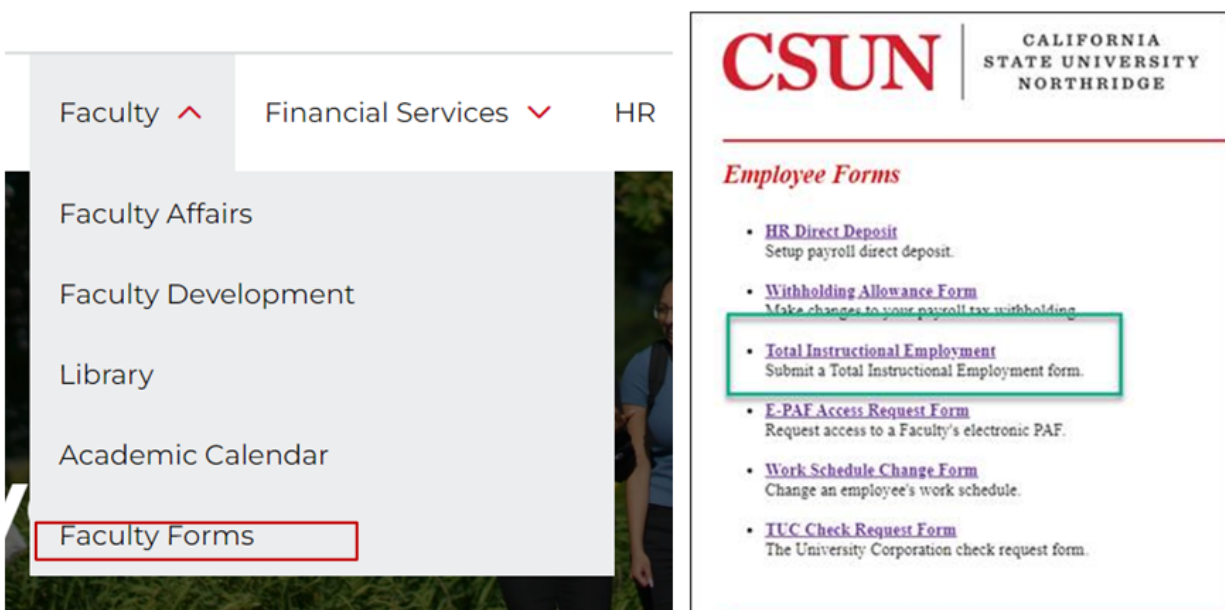 Faculty Financial Services HR
Faculty Affairs
Faculty Development
Library
Academic Calendar
Faculty Forms
CSUN
CALIFORNIA
STATE UNIVERSITY
NORTHRIDGE
Employee Forms
• HR Direct Deposit
Setup payroll direct deposit.
• Withholding Allowance Form
Make changes to your payroll tax withholding.
• Total Instructional Employment
Submit a Total Instructional Employment form.
• E-PAF Access Request Form
Request access to a Faculty's electronic PAF.
• Work Schedule Change Form
Change an employee's work schedule.
• TUC Check Request Form
The University Corporation check request form.